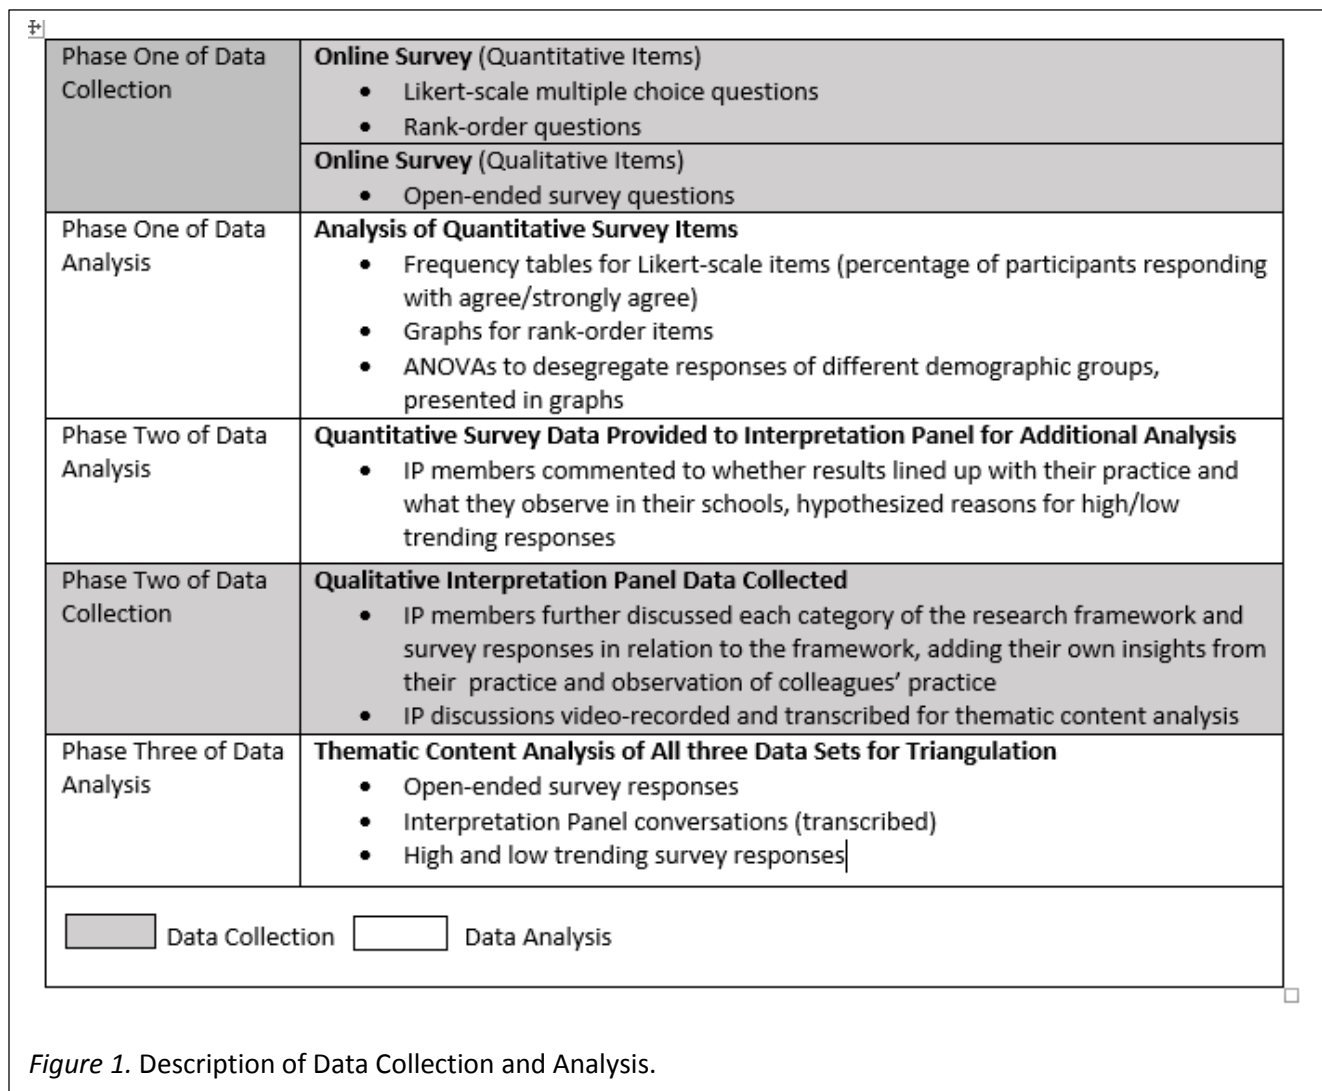 Phase One of Data
Collection
Online Survey (Quantitative Items)
• Likert-scale multiple choice questions
• Rank-order questions
Online Survey (Qualitative Items)
• Open-ended survey questions
Phase One of Data
Analysis
Analysis of Quantitative Survey Items
• Frequency tables for Likert-scale items (percentage of participants responding
with agree/strongly agree)
• Graphs for rank-order items
• ANOVAs to desegregate responses of different demographic groups,
presented in graphs
Phase Two of Data
Analysis
Quantitative Survey Data Provided to Interpretation Panel for Additional Analysis
• IP members commented to whether results lined up with their practice and
what they observe in their schools, hypothesized reasons for high/low
trending responses
Phase Two of Data
Collection
Qualitative Interpretation Panel Data Collected
• IP members further discussed each category of the research framework and
survey responses in relation to the framework, adding their own insights from
their practice and observation of colleagues’ practice
• IP discussions video-recorded and transcribed for thematic content analysis
Phase Three of Data
Analysis
Thematic Content Analysis of All three Data Sets for Triangulation
• Open-ended survey responses
• Interpretation Panel conversations (transcribed)
• High and low trending survey responses
Data Collection
Data Analysis
Figure 1. Description of Data Collection and Analysis.